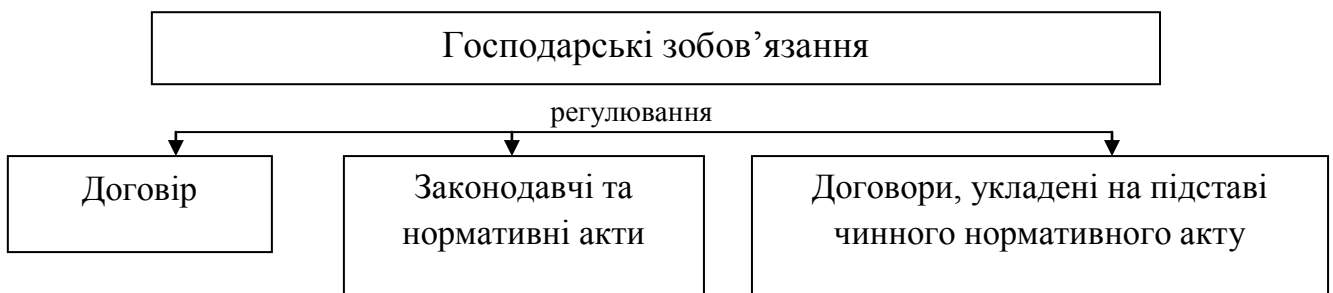 Господарські зобов’язання
регулювання
Договір
Законодавчі та
нормативні акти
Договори, укладені на підставі
чинного нормативного акту